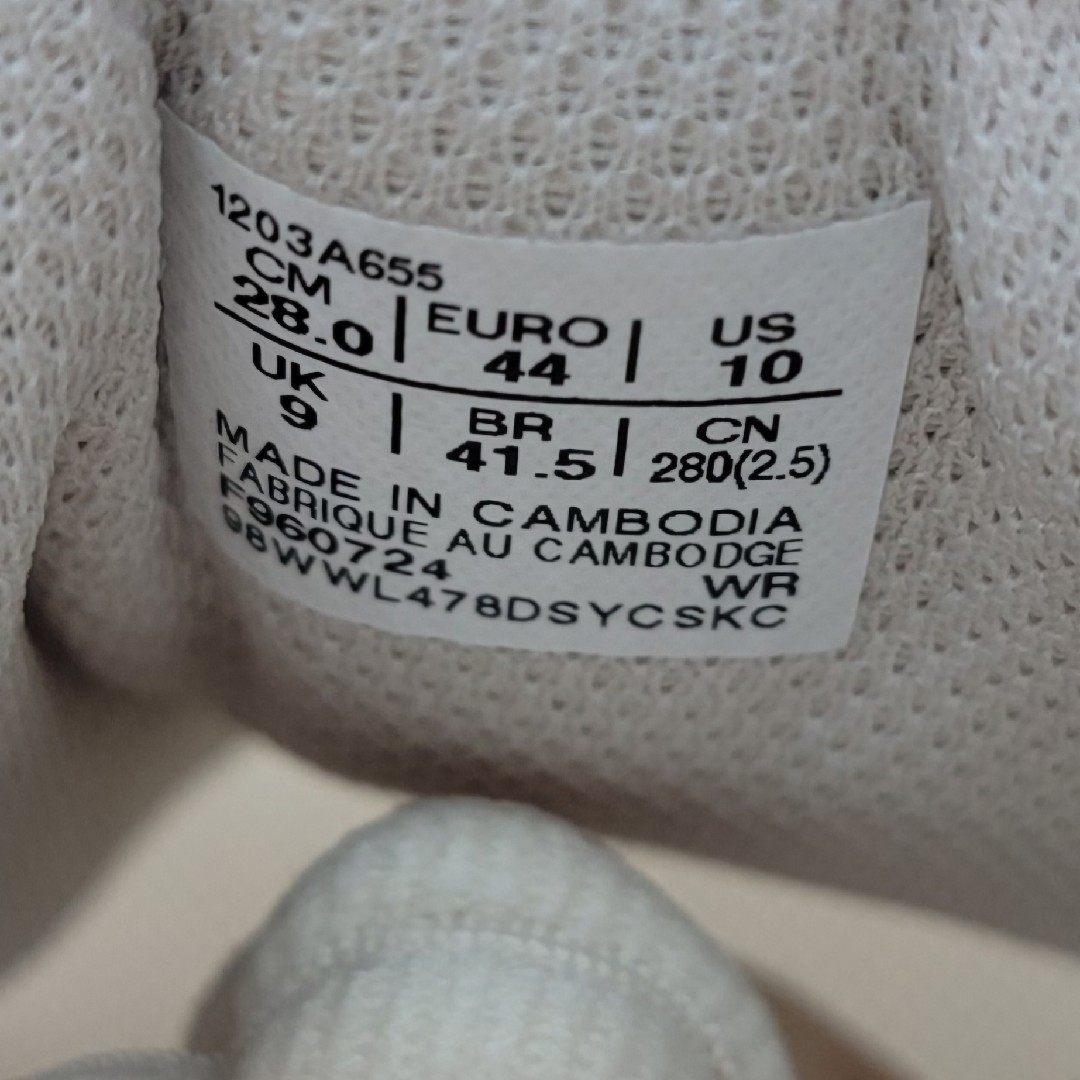 1203A655
CM | EURO | US
28.0 | 44 | 10
UK | BR | CN
9 | 41.5 | 280(2.5)
MADE IN CAMBODIA
FABRIQUE AU CAMBODGE
F960724 WR
98WWL478DSYCSKC